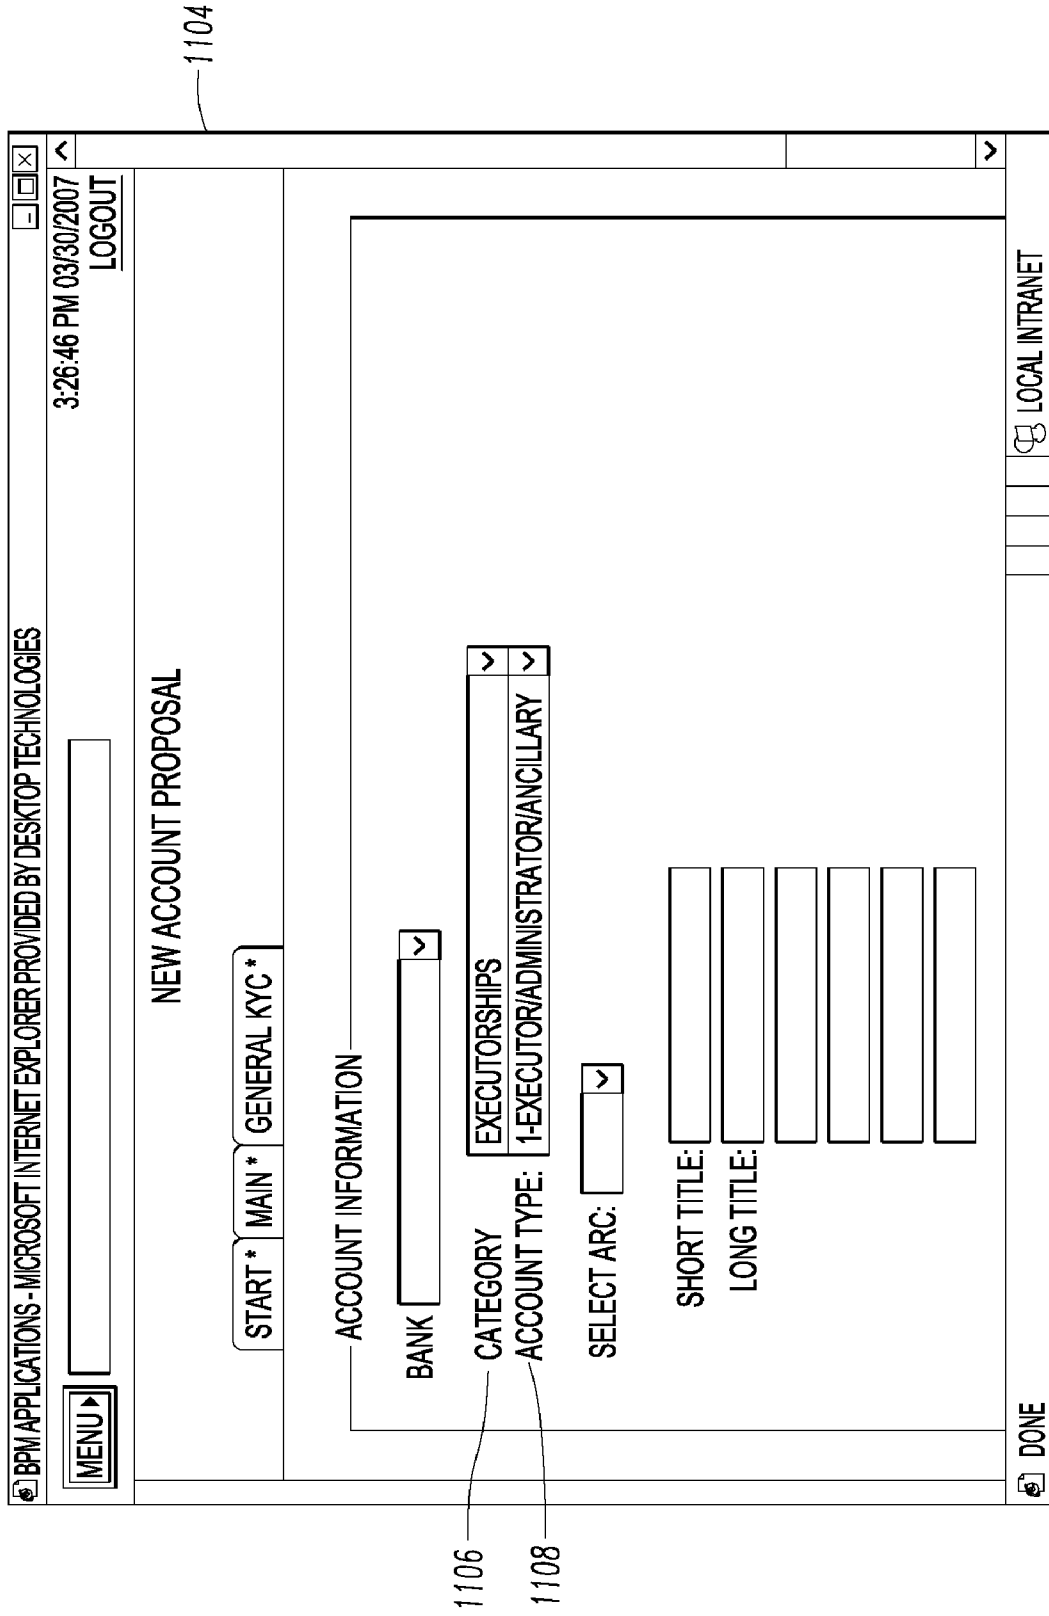 BPM APPLICATIONS - MICROSOFT INTERNET EXPLORER PROVIDED BY DESKTOP TECHNOLOGIES
MENU
3:26:46 PM 03/30/2007
LOGOUT
1104
NEW ACCOUNT PROPOSAL
START * MAIN * GENERAL KYC *
ACCOUNT INFORMATION
BANK
1106 CATEGORY EXECUTORSHIPS
1108 ACCOUNT TYPE: 1-EXECUTOR/ADMINISTRATOR/ANCILLARY
SELECT ARC:
SHORT TITLE:
LONG TITLE:
DONE LOCAL INTRANET